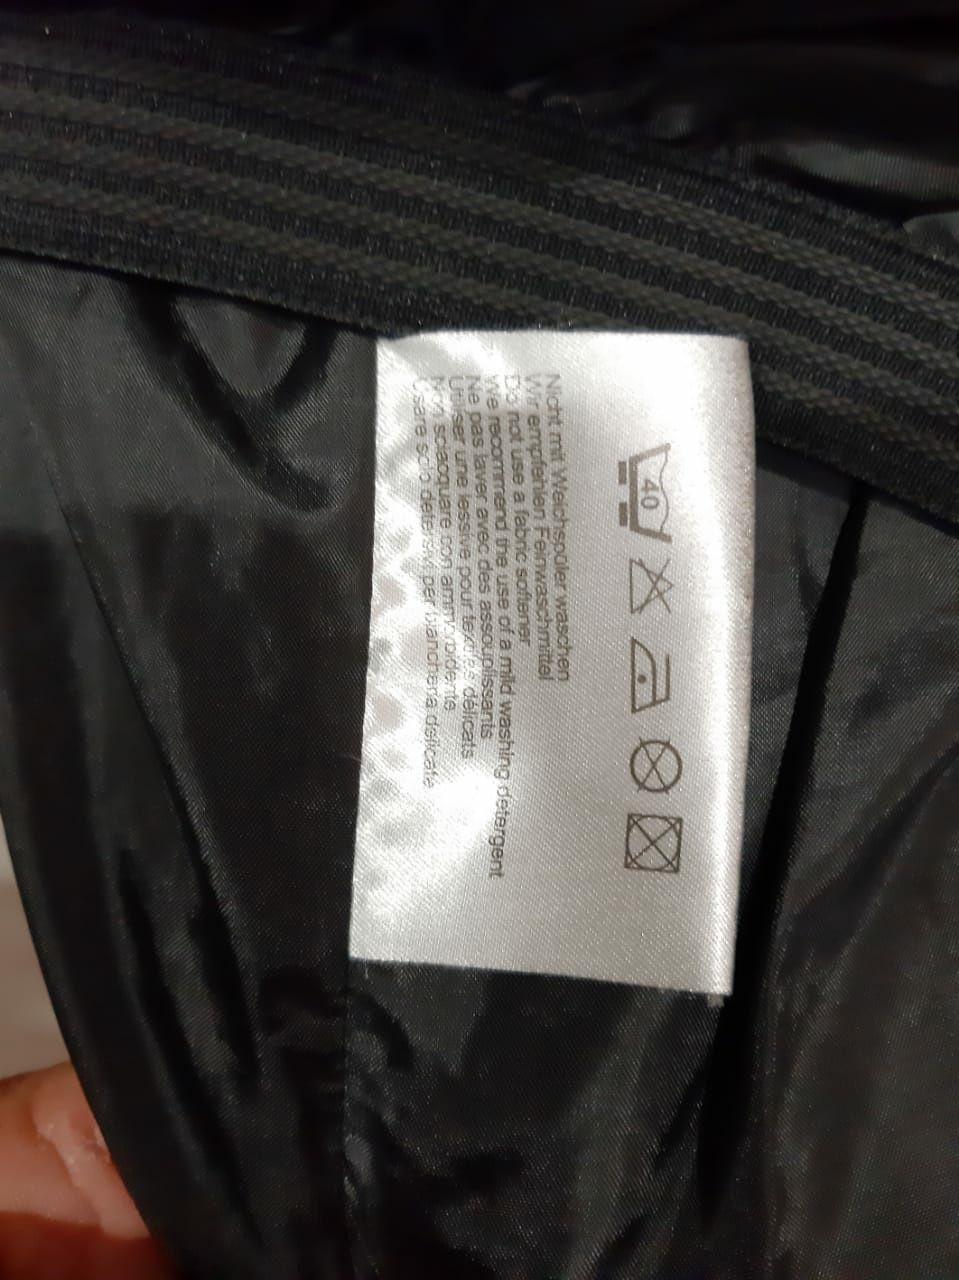 40
Nicht mit Weichspüler waschen
Wir empfehlen Feinwaschmittel
Do not use a fabric softener
We recommend the use of a mild washing detergent
Ne pas laver avec des assouplissants
Utiliser une lessive pour textiles délicats
Non sciacquare con ammorbidente
Usare solo detersivi per biancheria delicate